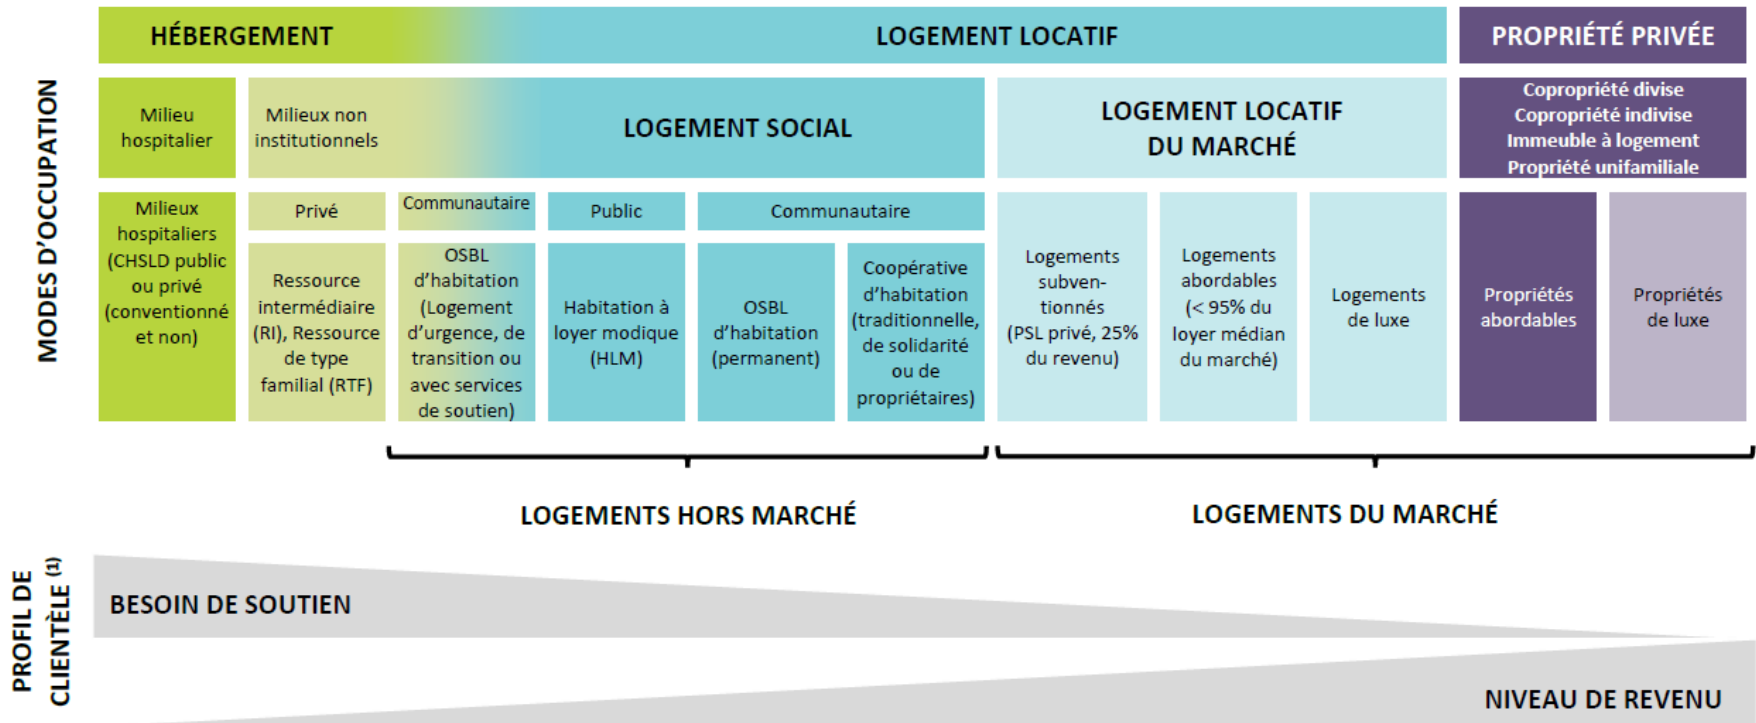 HÉBERGEMENT
LOGEMENT LOCATIF
PROPRIÉTÉ PRIVÉE
MODES D'OCCUPATION
Milieu
hospitalier
Milieux non
institutionnels
LOGEMENT SOCIAL
LOGEMENT LOCATIF
DU MARCHÉ
Copropriété divise
Copropriété indivise
Immeuble à logement
Propriété unifamiliale
Milieux
hospitaliers
(CHSLD public
ou privé
(conventionné
et non)
Privé
Communautaire
Public
Communautaire
Ressource
intermédiaire
(RI), Ressource
de type
familial (RTF)
OSBL
d'habitation
(Logement
d'urgence, de
transition ou
avec services
de soutien)
Habitation à
loyer modique
(HLM)
OSBL
d'habitation
(permanent)
Coopérative
d'habitation
(traditionnelle,
de solidarité
ou de
propriétaires)
Logements
subven-
tionnés
(PSL privé, 25%
du revenu)
Logements
abordables
(< 95% du
loyer médian
du marché)
Logements
de luxe
Propriétés
abordables
Propriétés
de luxe
LOGEMENTS HORS MARCHÉ
LOGEMENTS DU MARCHÉ
PROFIL DE
CLIENTÈLE (1)
BESOIN DE SOUTIEN
NIVEAU DE REVENU